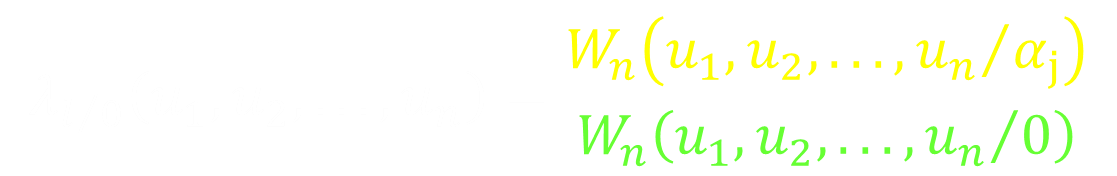 Wₙ(u₁, u₂, . . . , uₙ/αⱼ)
Wₙ(u₁, u₂, . . . , uₙ/0)